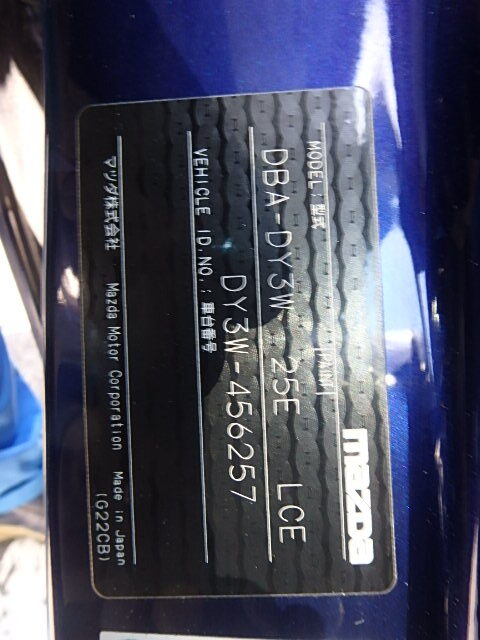 mazda
MODEL:型式 PAINT
DBA-DY3W 25E LCE
VEHICLE ID.NO.:車台番号
DY3W-456257
マツダ株式会社 Mazda Motor Corporation Made in Japan
(G22CB)